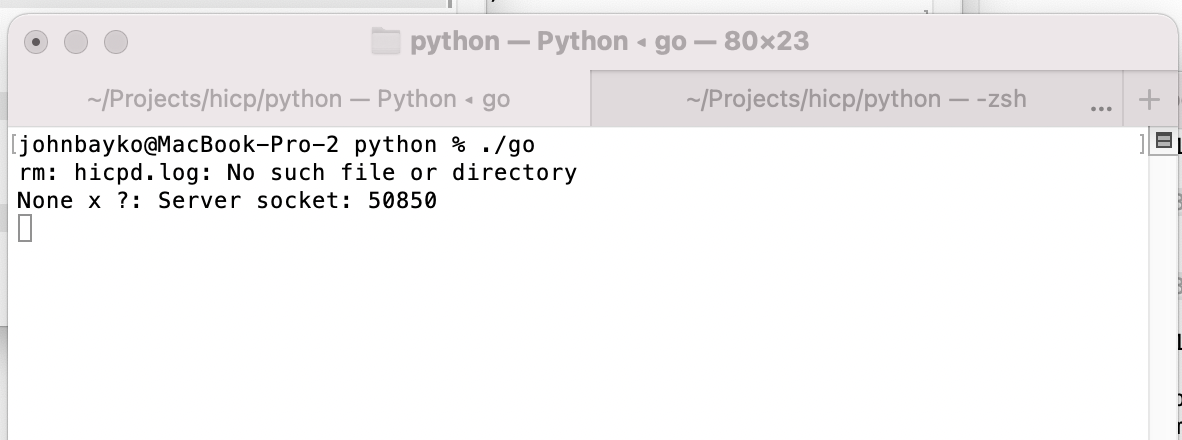 python — Python ◂ go — 80×23
~/Projects/hicp/python — Python ◂ go
~/Projects/hicp/python — -zsh
... +
[johnbayko@MacBook-Pro-2 python % ./go ]
rm: hicpd.log: No such file or directory
None x ?: Server socket: 50850